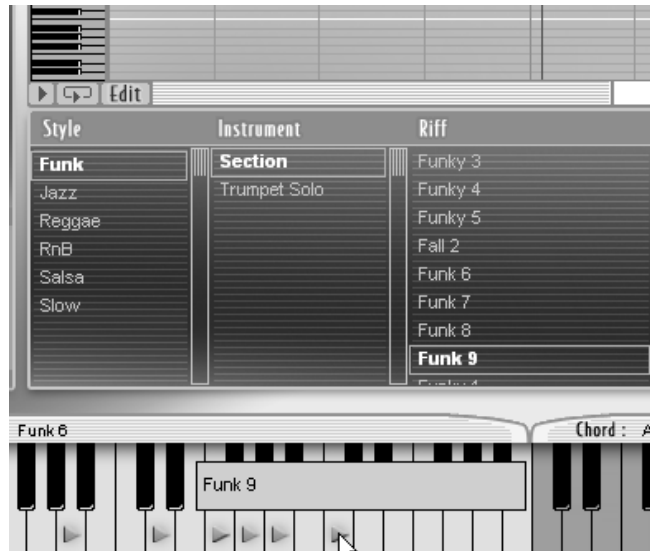 Edit
Style
Instrument
Riff
Funk
Section
Funky 3
Jazz
Trumpet Solo
Funky 4
Reggae
Funky 5
RnB
Fall 2
Salsa
Funk 6
Slow
Funk 7
Funk 8
Funk 9
Funk 6
Chord :
Funk 9